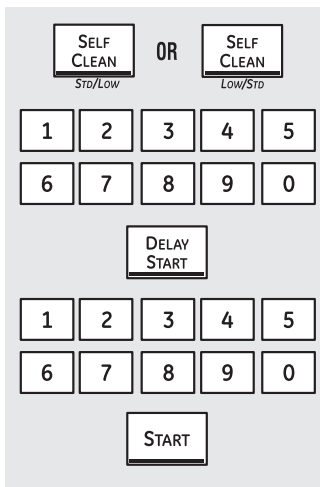 SELF CLEAN OR SELF CLEAN
STD/LOW LOW/STD
1 2 3 4 5
6 7 8 9 0
DELAY
START
1 2 3 4 5
6 7 8 9 0
START